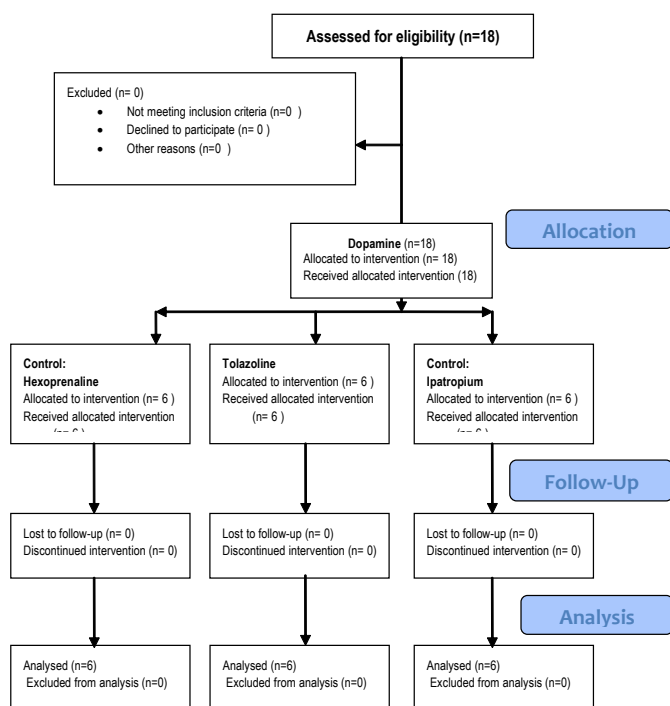 Assessed for eligibility (n=18)
Excluded (n= 0)
• Not meeting inclusion criteria (n=0 )
• Declined to participate (n= 0 )
• Other reasons (n=0 )
Allocation
Dopamine (n=18)
Allocated to intervention (n= 18)
Received allocated intervention (18)
Control:
Hexoprenaline
Allocated to intervention (n= 6 )
Received allocated intervention
(n= 6 )
Tolazoline
Allocated to intervention (n= 6 )
Received allocated intervention
(n= 6 )
Control:
Ipatropium
Allocated to intervention (n= 6 )
Received allocated intervention
(n= 6 )
Follow-Up
Lost to follow-up (n= 0)
Discontinued intervention (n= 0)
Lost to follow-up (n= 0)
Discontinued intervention (n= 0)
Lost to follow-up (n= 0)
Discontinued intervention (n= 0)
Analysis
Analysed (n=6)
Excluded from analysis (n=0)
Analysed (n=6)
Excluded from analysis (n=0)
Analysed (n=6)
Excluded from analysis (n=0)